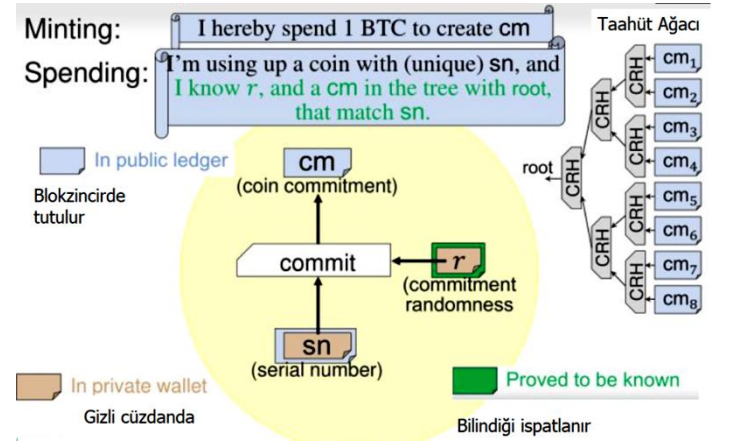 Minting:
I hereby spend 1 BTC to create cm
Taahüt Ağacı
Spending:
I'm using up a coin with (unique) sn, and
I know r, and a cm in the tree with root,
that match sn.
cm1
cm2
cm3
cm4
cm5
cm6
cm7
cm8
CRH
CRH
CRH
CRH
CRH
CRH
CRH
root
In public ledger
Blokzincirde
tutulur
cm
(coin commitment)
commit
r
(commitment
randomness
sn
(serial number)
In private wallet
Gizli cüzdanda
Proved to be known
Bilindiği ispatlanır